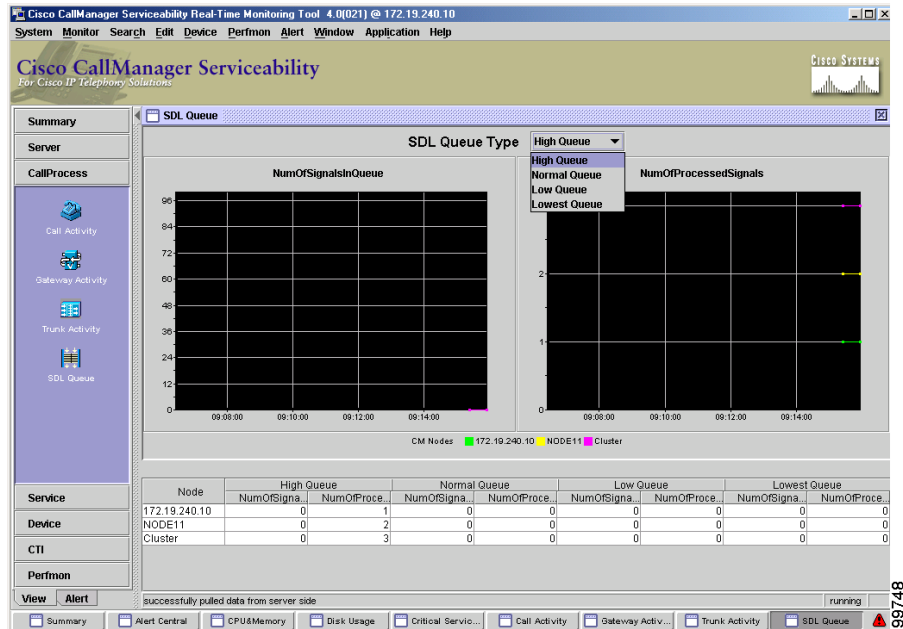 Cisco CallManager Serviceability Real-Time Monitoring Tool 4.0(021) @ 172.19.240.10
System Monitor Search Edit Device Perfmon Alert Window Application Help
Cisco CallManager Serviceability
For Cisco IP Telephony Solutions
CISCO SYSTEMS
Summary
Server
CallProcess
Call Activity
Gateway Activity
Trunk Activity
SDL Queue
Service
Device
CTI
Perfmon
View Alert
SDL Queue
SDL Queue Type High Queue
High Queue
Normal Queue
Low Queue
Lowest Queue
NumOfSignalsInQueue
96
84
72
60
48
36
24
12
0
09:08:00 09:10:00 09:12:00 09:14:00
NumOfProcessedSignals
2
1
0
09:08:00 09:10:00 09:12:00 09:14:00
CM Nodes 172.19.240.10 NODE11 Cluster
Node High Queue Normal Queue Low Queue Lowest Queue
NumOfSigna... NumOfProce... NumOfSigna... NumOfProce... NumOfSigna... NumOfProce... NumOfSigna... NumOfProce...
172.19.240.10 0 1 0 0 0 0 0 0
NODE11 0 2 0 0 0 0 0 0
Cluster 0 3 0 0 0 0 0 0
successfully pulled data from server side running
Summary Alert Central CPU&Memory Disk Usage Critical Servic... Call Activity Gateway Activ... Trunk Activity SDL Queue
99748